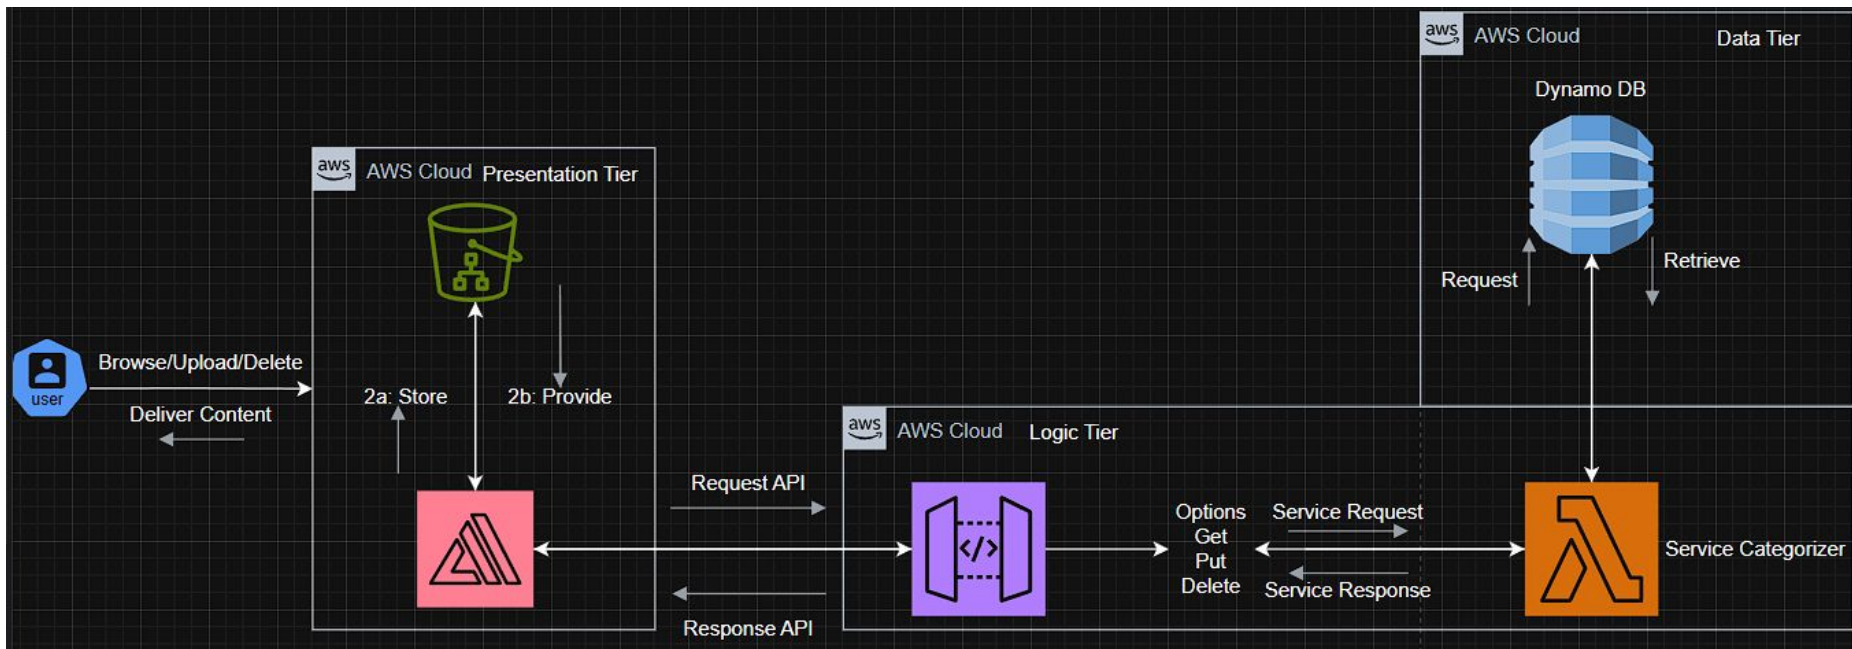 aws
AWS Cloud
Data Tier
Dynamo DB
aws
AWS Cloud
Presentation Tier
Request
Retrieve
user
Browse/Upload/Delete
Deliver Content
2a: Store
2b: Provide
aws
AWS Cloud
Logic Tier
Request API
Response API
</>
Options
Get
Put
Delete
Service Request
Service Response
Service Categorizer